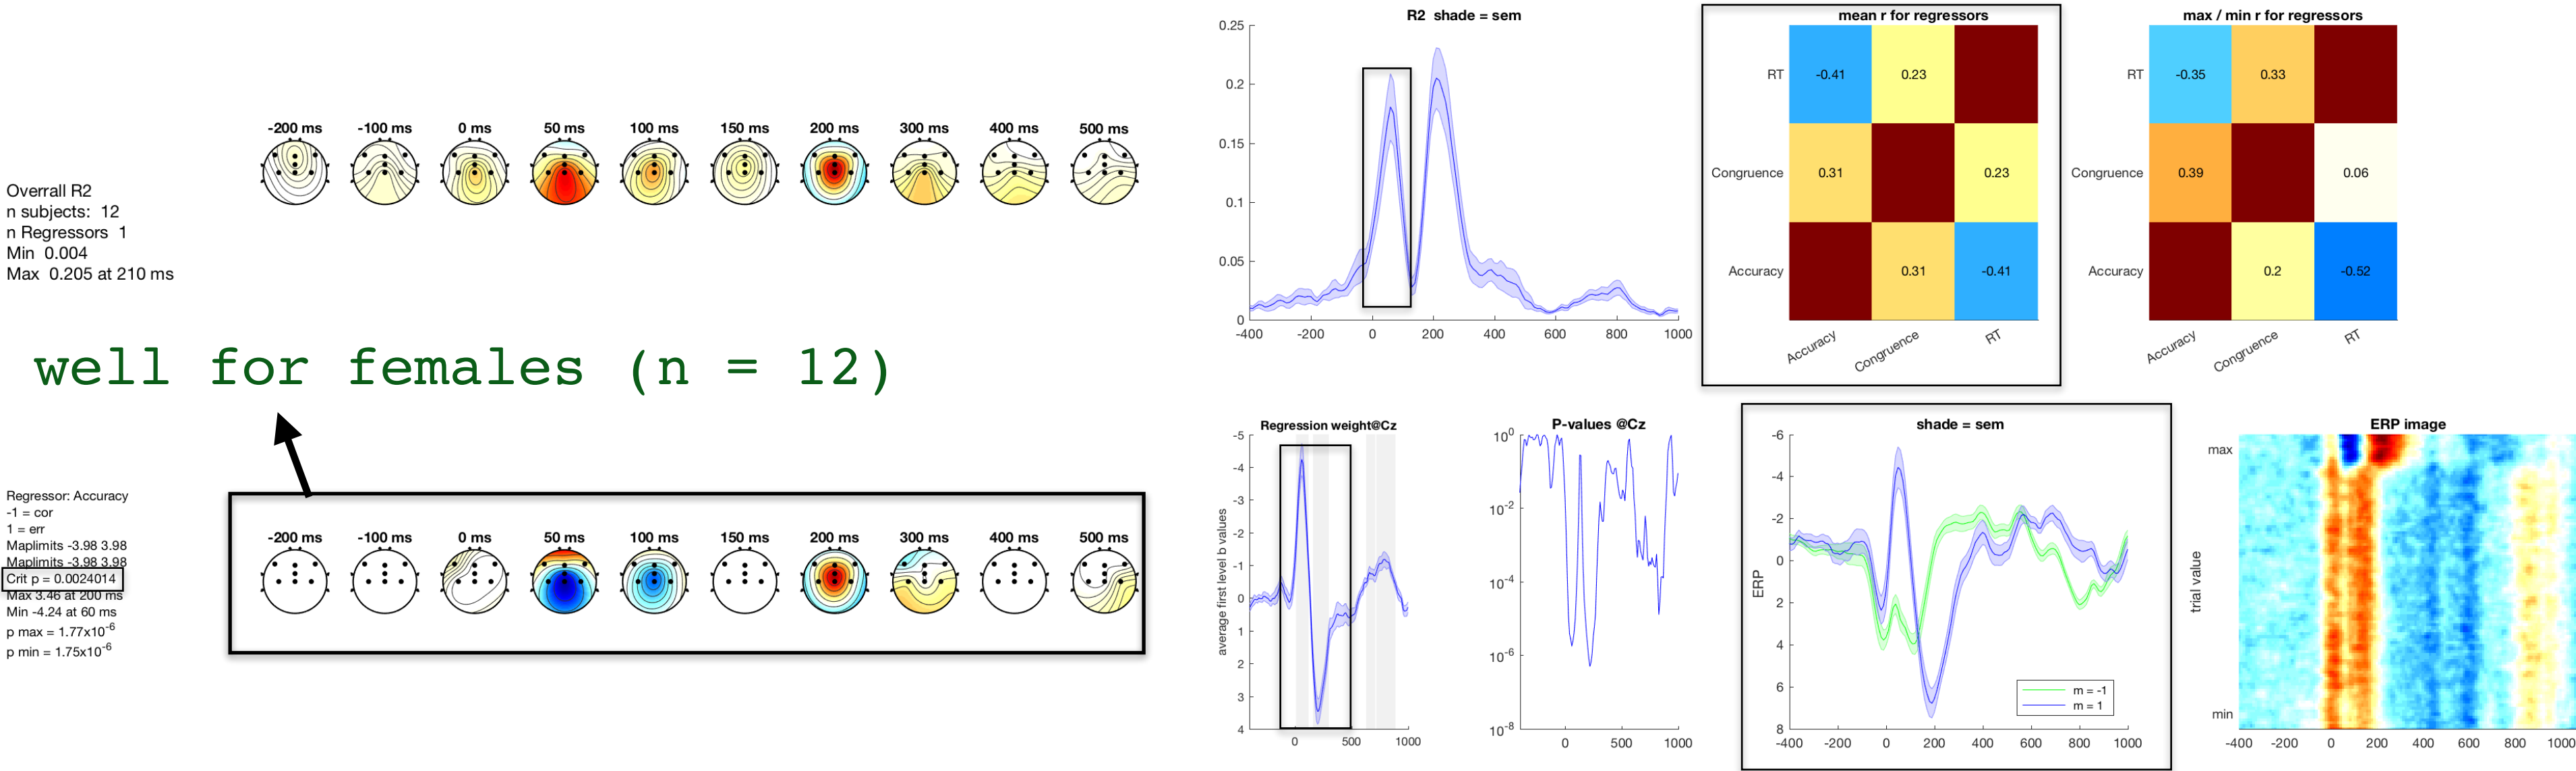 R2  shade = sem
mean r for regressors
max / min r for regressors
0.25
0.2
0.15
0.1
0.05
0
-400 -200 0 200 400 600 800 1000
RT -0.41 0.23
Congruence 0.31 0.23
Accuracy 0.31 -0.41
Accuracy Congruence RT
RT -0.35 0.33
Congruence 0.39 0.06
Accuracy 0.2 -0.52
Accuracy Congruence RT
-200 ms -100 ms 0 ms 50 ms 100 ms 150 ms 200 ms 300 ms 400 ms 500 ms
Overrall R2
n subjects:  12
n Regressors  1
Min  0.004
Max  0.205 at 210 ms
well for females (n = 12)
Regressor: Accuracy
-1 = cor
1 = err
Maplimits -3.98 3.98
Maplimits -3.98 3.98
Crit p = 0.0024014
Max 3.46 at 200 ms
Min -4.24 at 60 ms
p max = 1.77x10-6
p min = 1.75x10-6
-200 ms -100 ms 0 ms 50 ms 100 ms 150 ms 200 ms 300 ms 400 ms 500 ms
Regression weight@Cz
average first level b values
-5
-4
-3
-2
-1
0
1
2
3
4
0 500 1000
P-values @Cz
100
10-2
10-4
10-6
10-8
0 500 1000
shade = sem
ERP
-6
-4
-2
0
2
4
6
8
-400 -200 0 200 400 600 800 1000
m = -1
m = 1
ERP image
trial value
max
min
-400 -200 0 200 400 600 800 1000